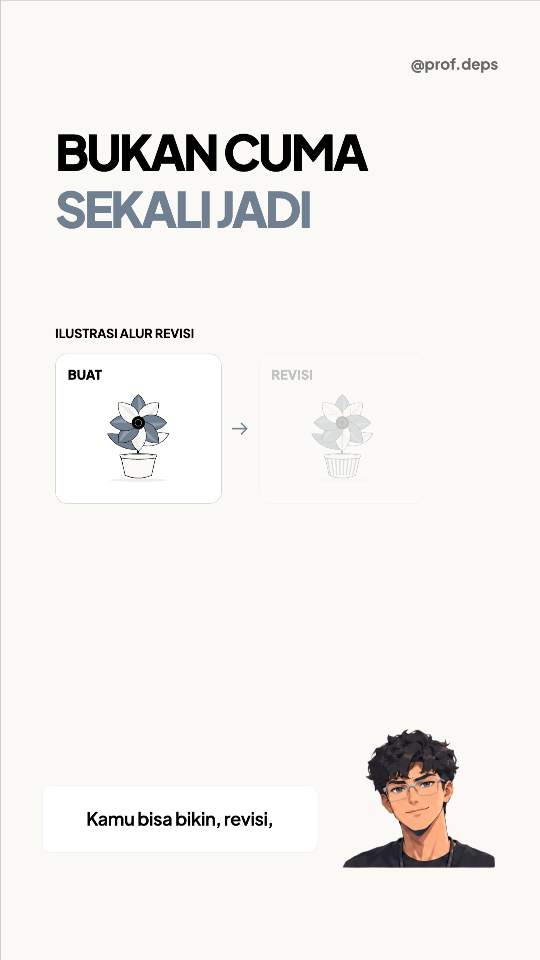 @prof.deps
BUKAN CUMA
SEKALI JADI
ILUSTRASI ALUR REVISI
BUAT
REVISI
Kamu bisa bikin, revisi,